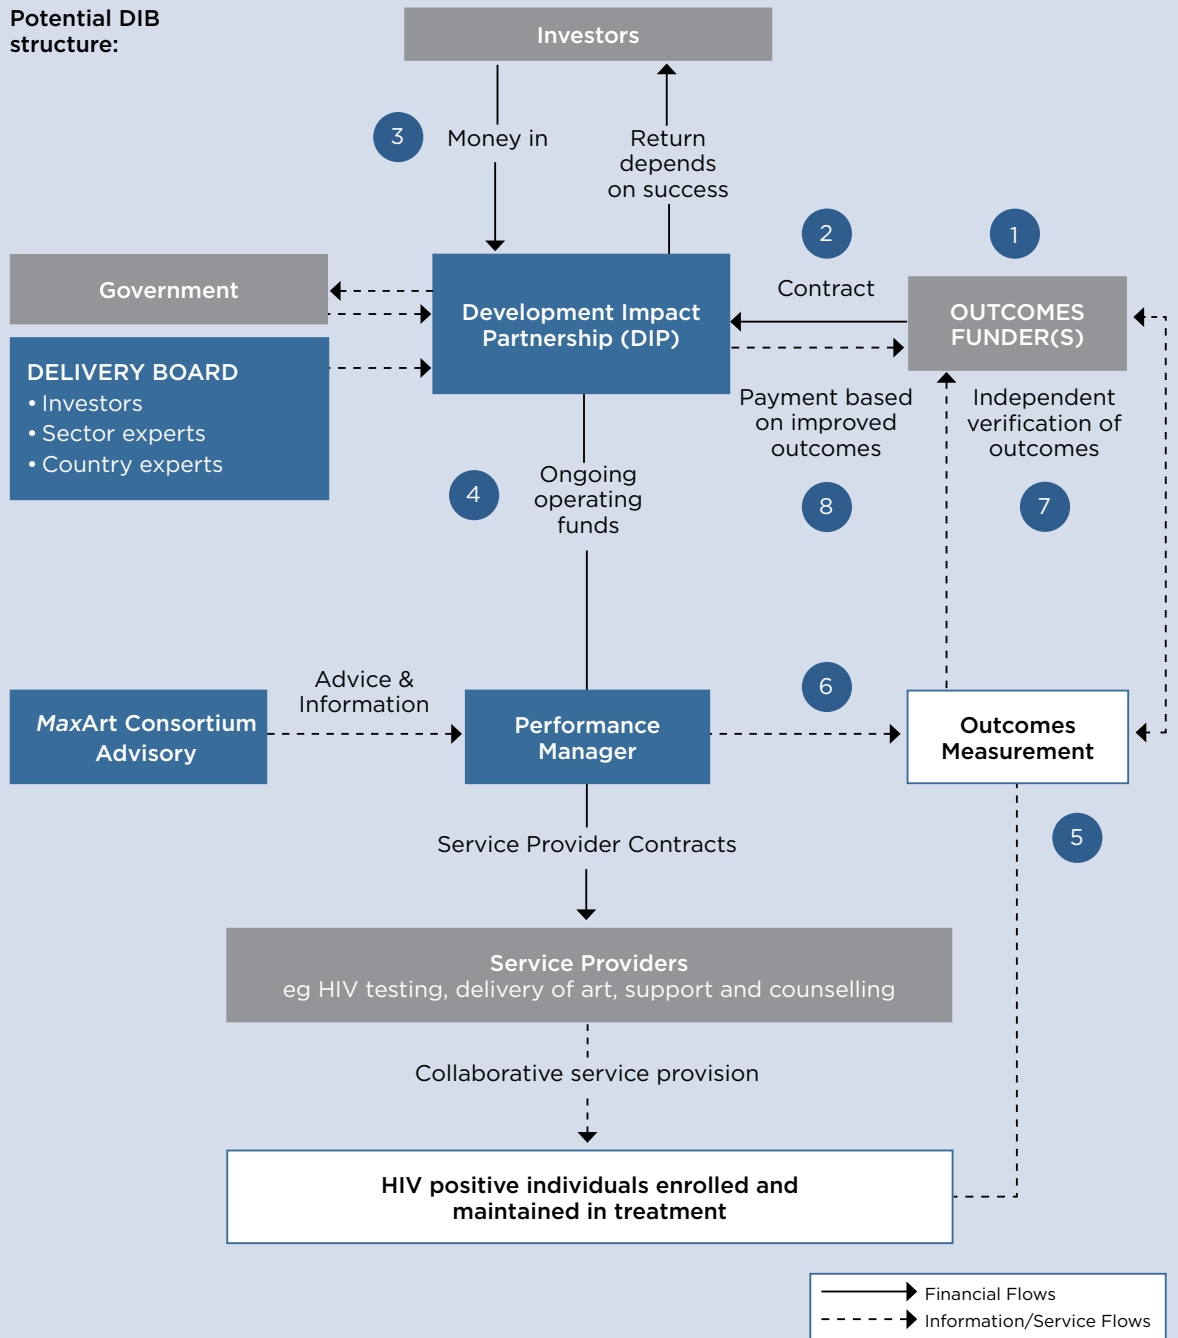 Potential DIB
structure:
Investors
3
Money in
Return
depends
on success
2
1
Contract
Government
Development Impact
Partnership (DIP)
OUTCOMES
FUNDER(S)
DELIVERY BOARD
• Investors
• Sector experts
• Country experts
Payment based
on improved
outcomes
Independent
verification of
outcomes
4
Ongoing
operating
funds
8
7
Advice &
Information
6
MaxArt Consortium
Advisory
Performance
Manager
Outcomes
Measurement
5
Service Provider Contracts
Service Providers
eg HIV testing, delivery of art, support and counselling
Collaborative service provision
HIV positive individuals enrolled and
maintained in treatment
Financial Flows
Information/Service Flows